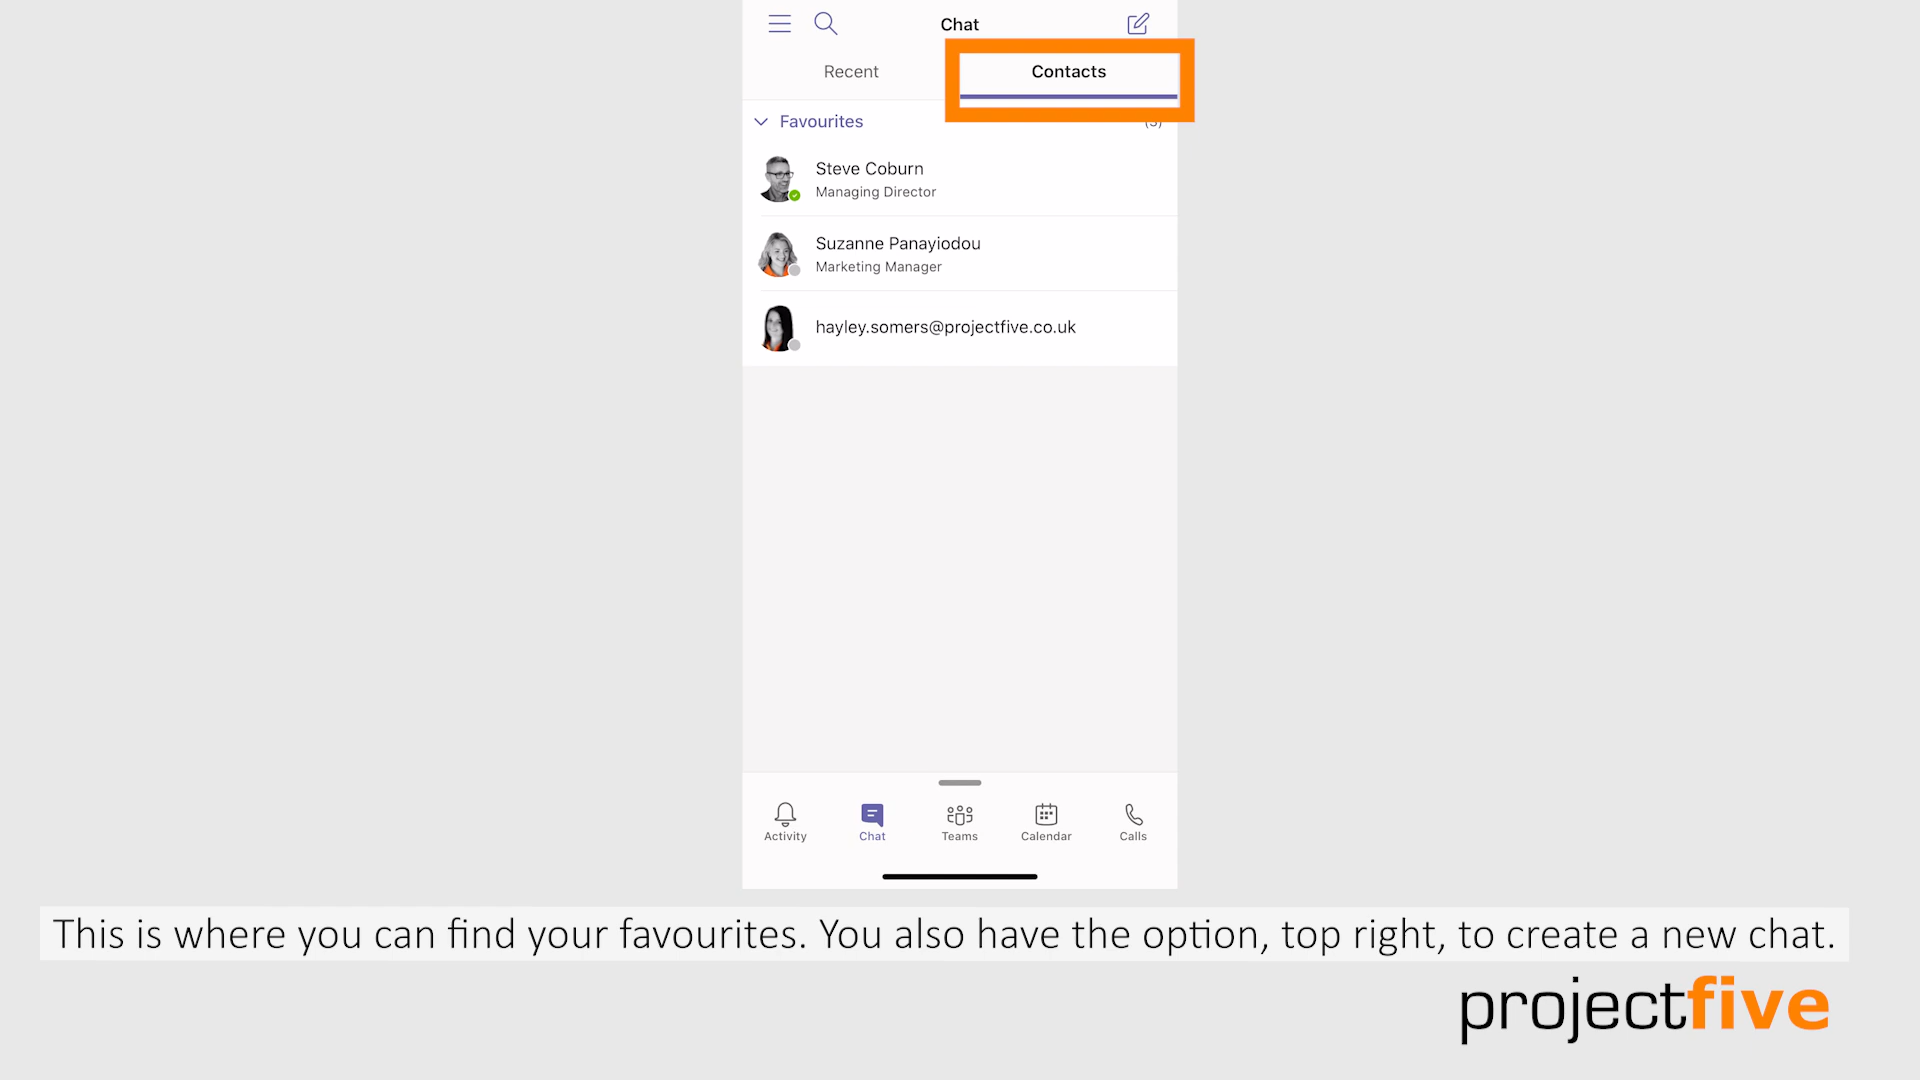 Chat
Recent
Contacts
Favourites
(3)
Steve Coburn
Managing Director
Suzanne Panayiodou
Marketing Manager
hayley.somers@projectfive.co.uk
Activity
Chat
Teams
Calendar
Calls
This is where you can find your favourites. You also have the option, top right, to create a new chat.
projectfive